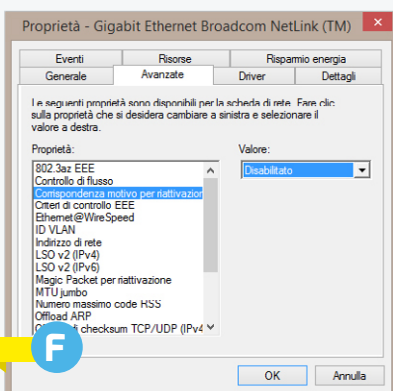 Proprietà - Gigabit Ethernet Broadcom NetLink (TM)
Eventi Risorse Risparmio energia
Generale Avanzate Driver Dettagli
Le seguenti proprietà sono disponibili per la scheda di rete. Fare clic
sulla proprietà che si desidera cambiare a sinistra e selezionare il
valore a destra.
Proprietà: Valore:
802.3az EEE Disabilitato
Controllo di flusso
Corrispondenza motivo per riattivazion
Criteri di controllo EEE
Ethernet@WireSpeed
ID VLAN
Indirizzo di rete
LSO v2 (IPv4)
LSO v2 (IPv6)
Magic Packet per riattivazione
MTU jumbo
Numero massimo code RSS
Offload ARP
di checksum TCP/UDP (IPv4
F
OK Annulla